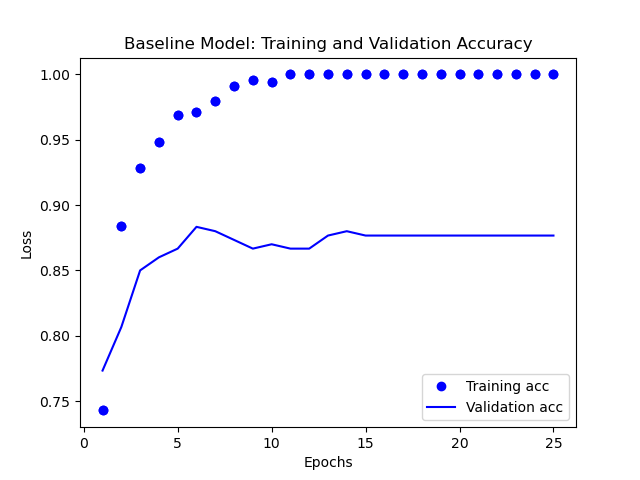 Baseline Model: Training and Validation Accuracy
1.00
0.95
0.90
0.85
0.80
0.75
Loss
0
5
10
15
20
25
Epochs
Training acc
Validation acc